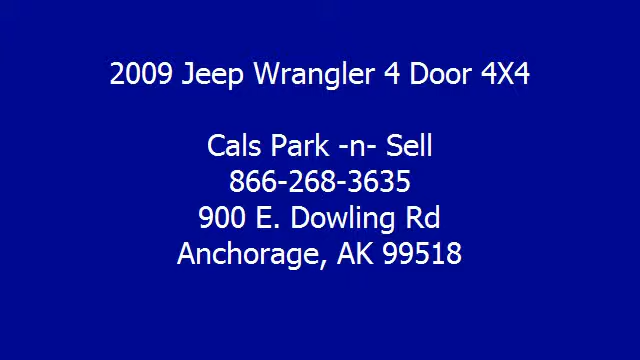 2009 Jeep Wrangler 4 Door 4X4
Cals Park -n- Sell
866-268-3635
900 E. Dowling Rd
Anchorage, AK 99518